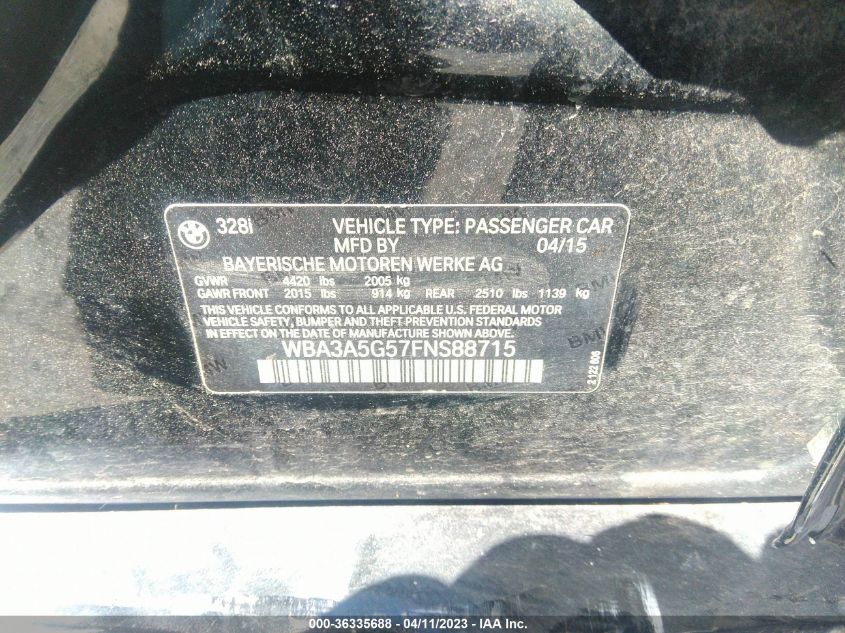 328i VEHICLE TYPE: PASSENGER CAR
MFD BY 04/15
BAYERISCHE MOTOREN WERKE AG
GVWR 4420 lbs 2005 kg
GAWR FRONT 2015 lbs 914 kg REAR 2510 lbs 1139 kg
THIS VEHICLE CONFORMS TO ALL APPLICABLE U.S. FEDERAL MOTOR
VEHICLE SAFETY, BUMPER AND THEFT PREVENTION STANDARDS
IN EFFECT ON THE DATE OF MANUFACTURE SHOWN ABOVE.
WBA3A5G57FNS88715
2 122 606
000-36335688 - 04/11/2023 - IAA Inc.